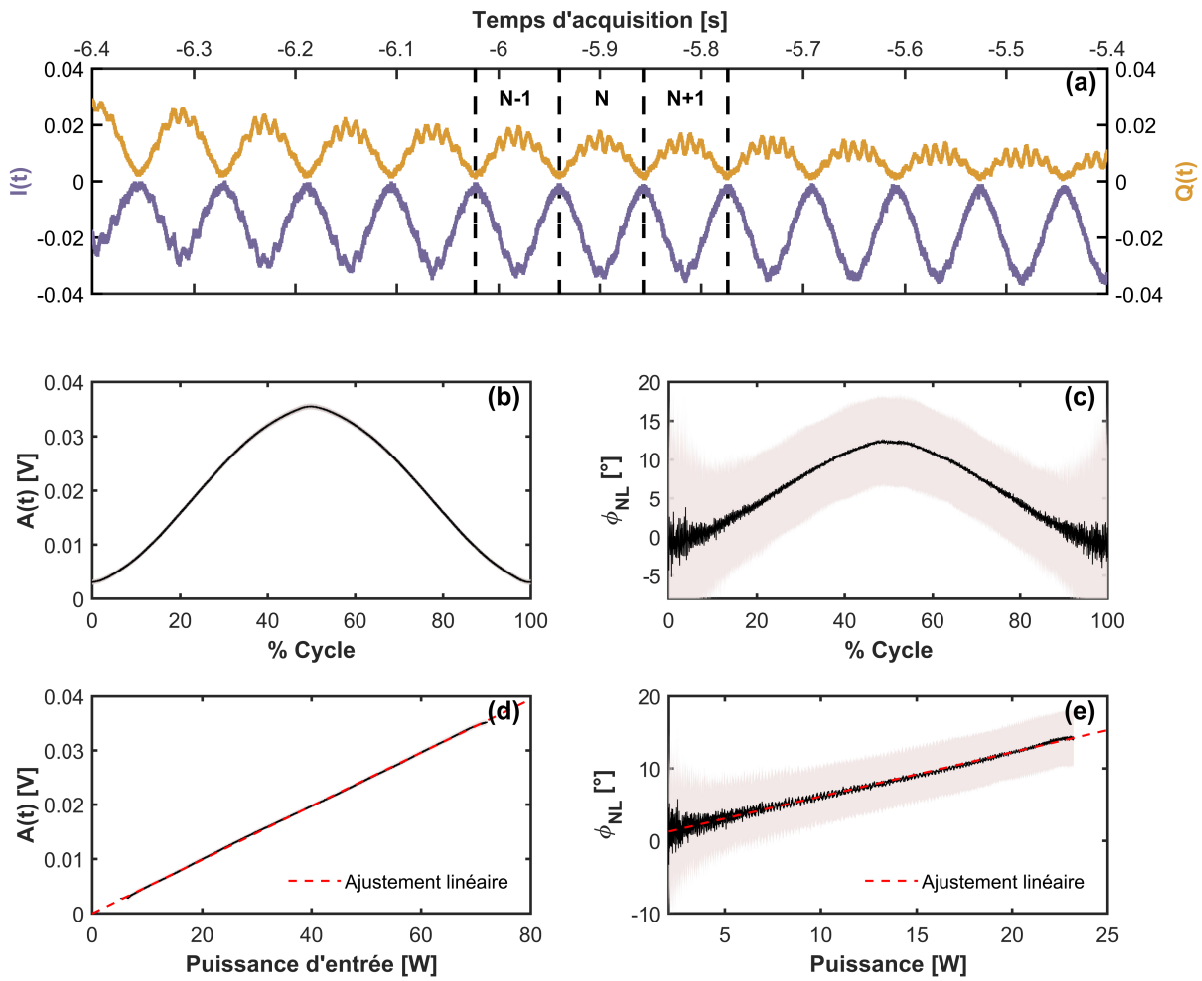 Temps d'acquisition [s]
-6.4 -6.3 -6.2 -6.1 -6 -5.9 -5.8 -5.7 -5.6 -5.5 -5.4
0.04 0.04
(a)
N-1 N N+1
0.02 0.02
I(t) 0 0 Q(t)
-0.02 -0.02
-0.04 -0.04
0.04 (b)
0.03
A(t) [V]
0.02
0.01
0
0 20 40 60 80 100
% Cycle
20 (c)
15
10
ϕNL [°]
5
0
-5
0 20 40 60 80 100
% Cycle
0.04 (d)
0.03
A(t) [V]
0.02
0.01
Ajustement linéaire
0
0 20 40 60 80
Puissance d'entrée [W]
20 (e)
10
ϕNL [°]
0
Ajustement linéaire
-10
5 10 15 20 25
Puissance [W]